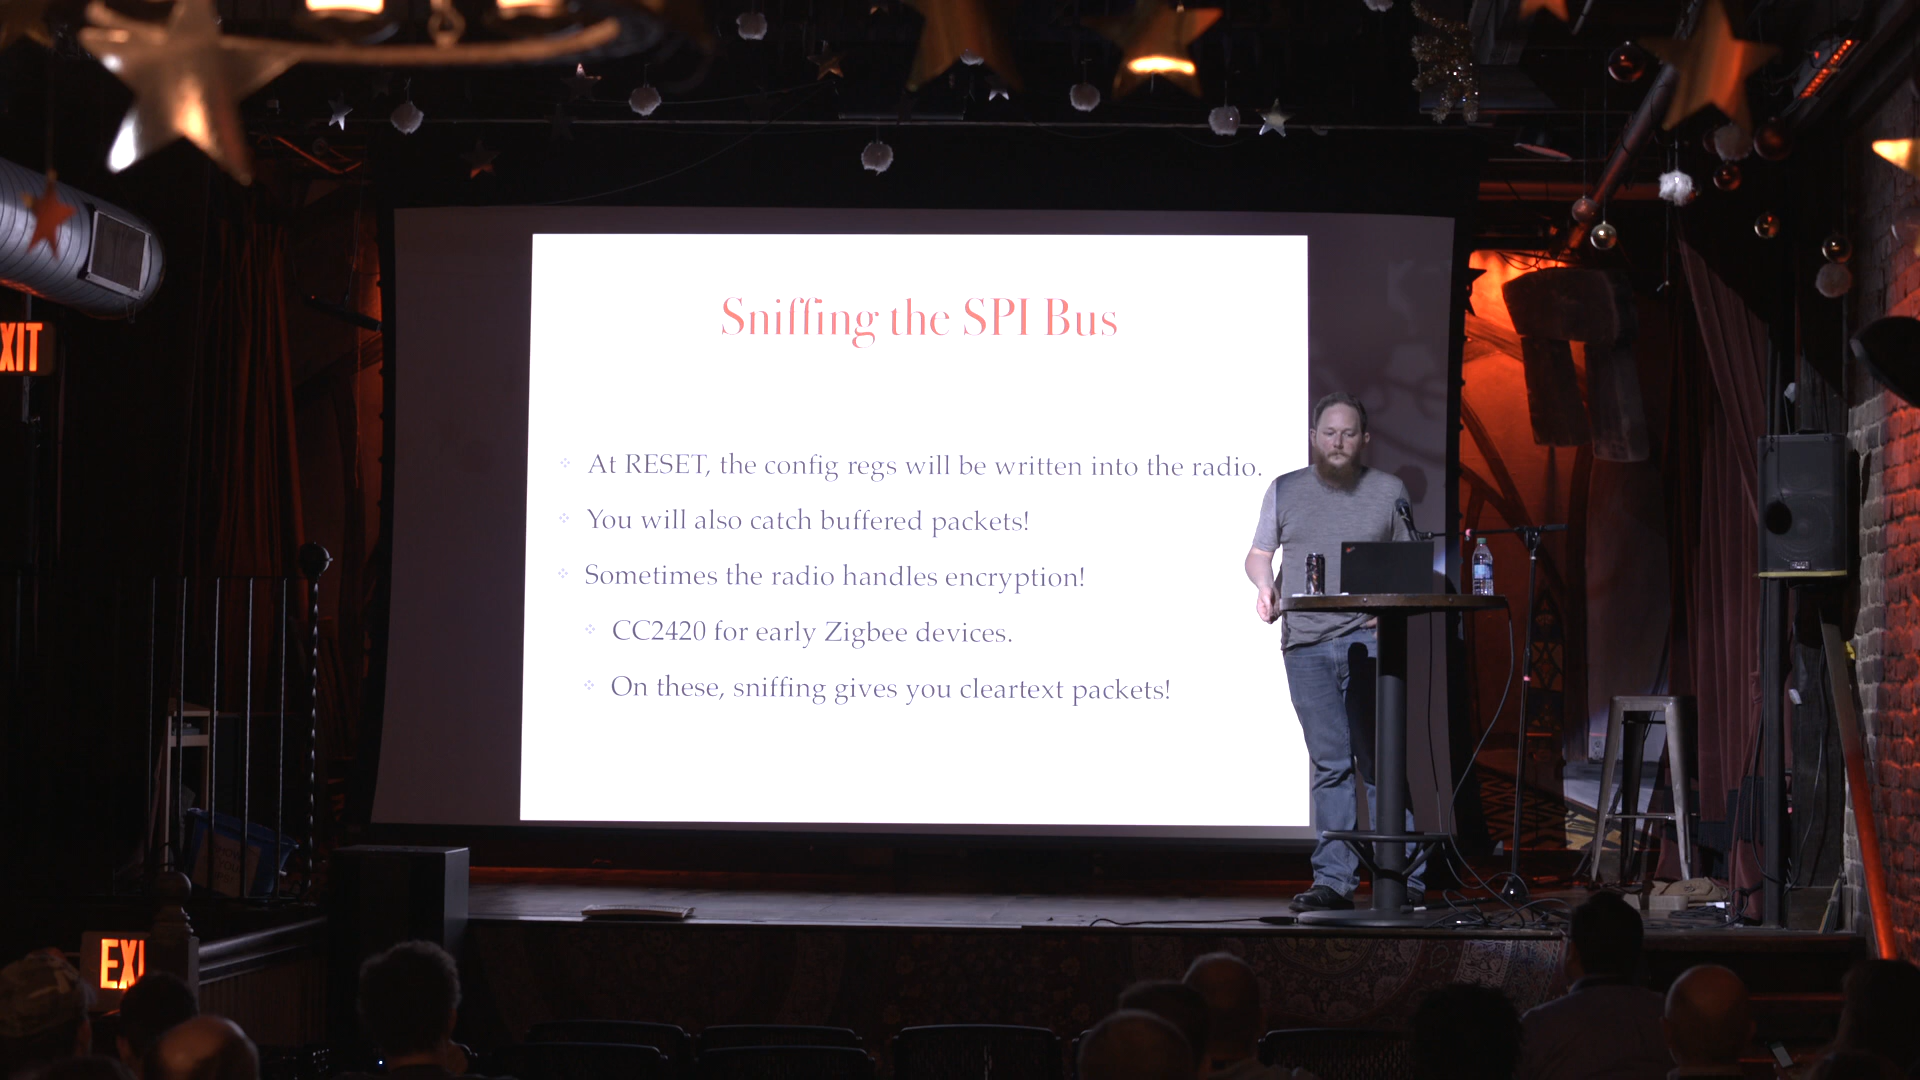 Sniffing the SPI Bus
At RESET, the config regs will be written into the radio.
You will also catch buffered packets!
Sometimes the radio handles encryption!
CC2420 for early Zigbee devices.
On these, sniffing gives you cleartext packets!
XIT
EXI